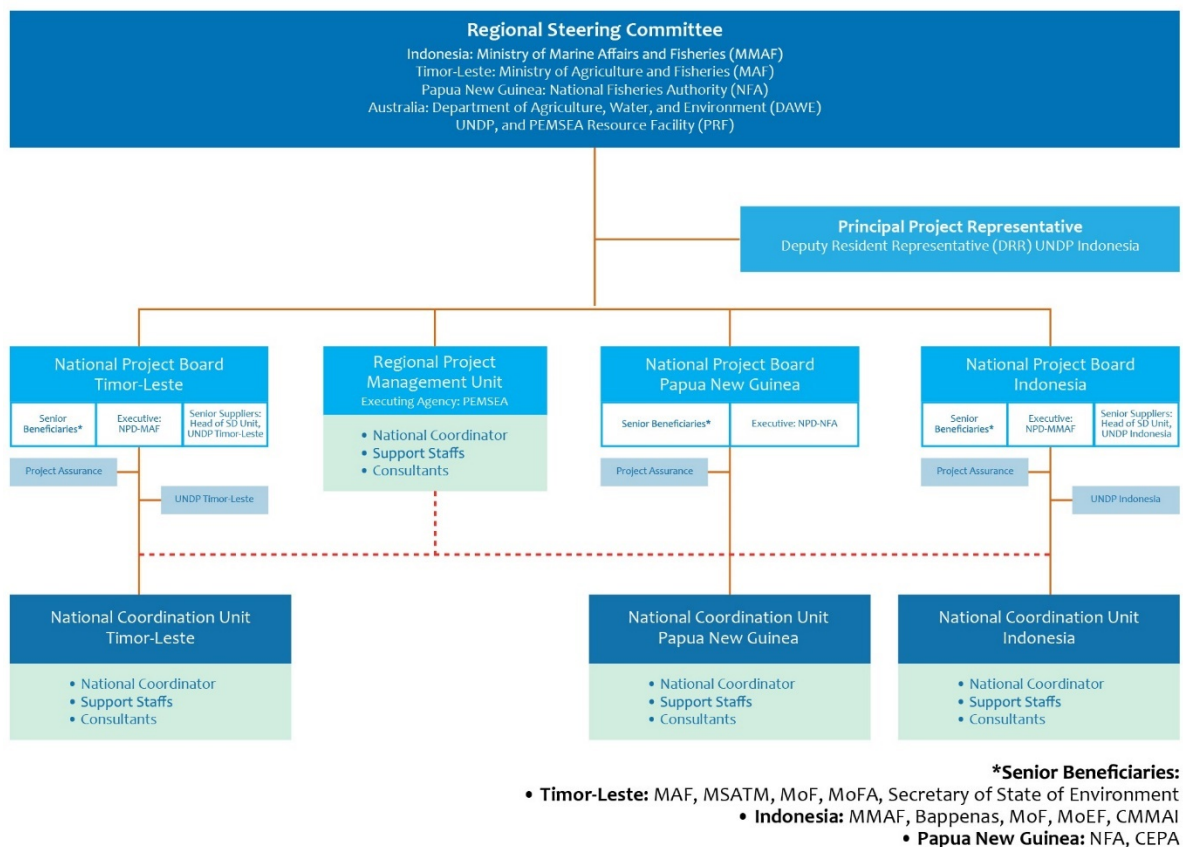 Regional Steering Committee
Indonesia: Ministry of Marine Affairs and Fisheries (MMAF)
Timor-Leste: Ministry of Agriculture and Fisheries (MAF)
Papua New Guinea: National Fisheries Authority (NFA)
Australia: Department of Agriculture, Water, and Environment (DAWE)
UNDP, and PEMSEA Resource Facility (PRF)
Principal Project Representative
Deputy Resident Representative (DRR) UNDP Indonesia
National Project Board
Timor-Leste
Senior
Beneficiaries*
Executive:
NPD-MAF
Senior Suppliers:
Head of SD Unit,
UNDP Timor-Leste
Project Assurance
UNDP Timor-Leste
Regional Project
Management Unit
Executing Agency: PEMSEA
• National Coordinator
• Support Staffs
• Consultants
National Project Board
Papua New Guinea
Senior Beneficiaries*
Executive: NPD-NFA
Project Assurance
National Project Board
Indonesia
Senior
Beneficiaries*
Executive:
NPD-MMAF
Senior Suppliers:
Head of SD Unit,
UNDP Indonesia
Project Assurance
UNDP Indonesia
National Coordination Unit
Timor-Leste
• National Coordinator
• Support Staffs
• Consultants
National Coordination Unit
Papua New Guinea
• National Coordinator
• Support Staffs
• Consultants
National Coordination Unit
Indonesia
• National Coordinator
• Support Staffs
• Consultants
*Senior Beneficiaries:
• Timor-Leste: MAF, MSATM, MoF, MoFA, Secretary of State of Environment
• Indonesia: MMAF, Bappenas, MoF, MoEF, CMMAI
• Papua New Guinea: NFA, CEPA